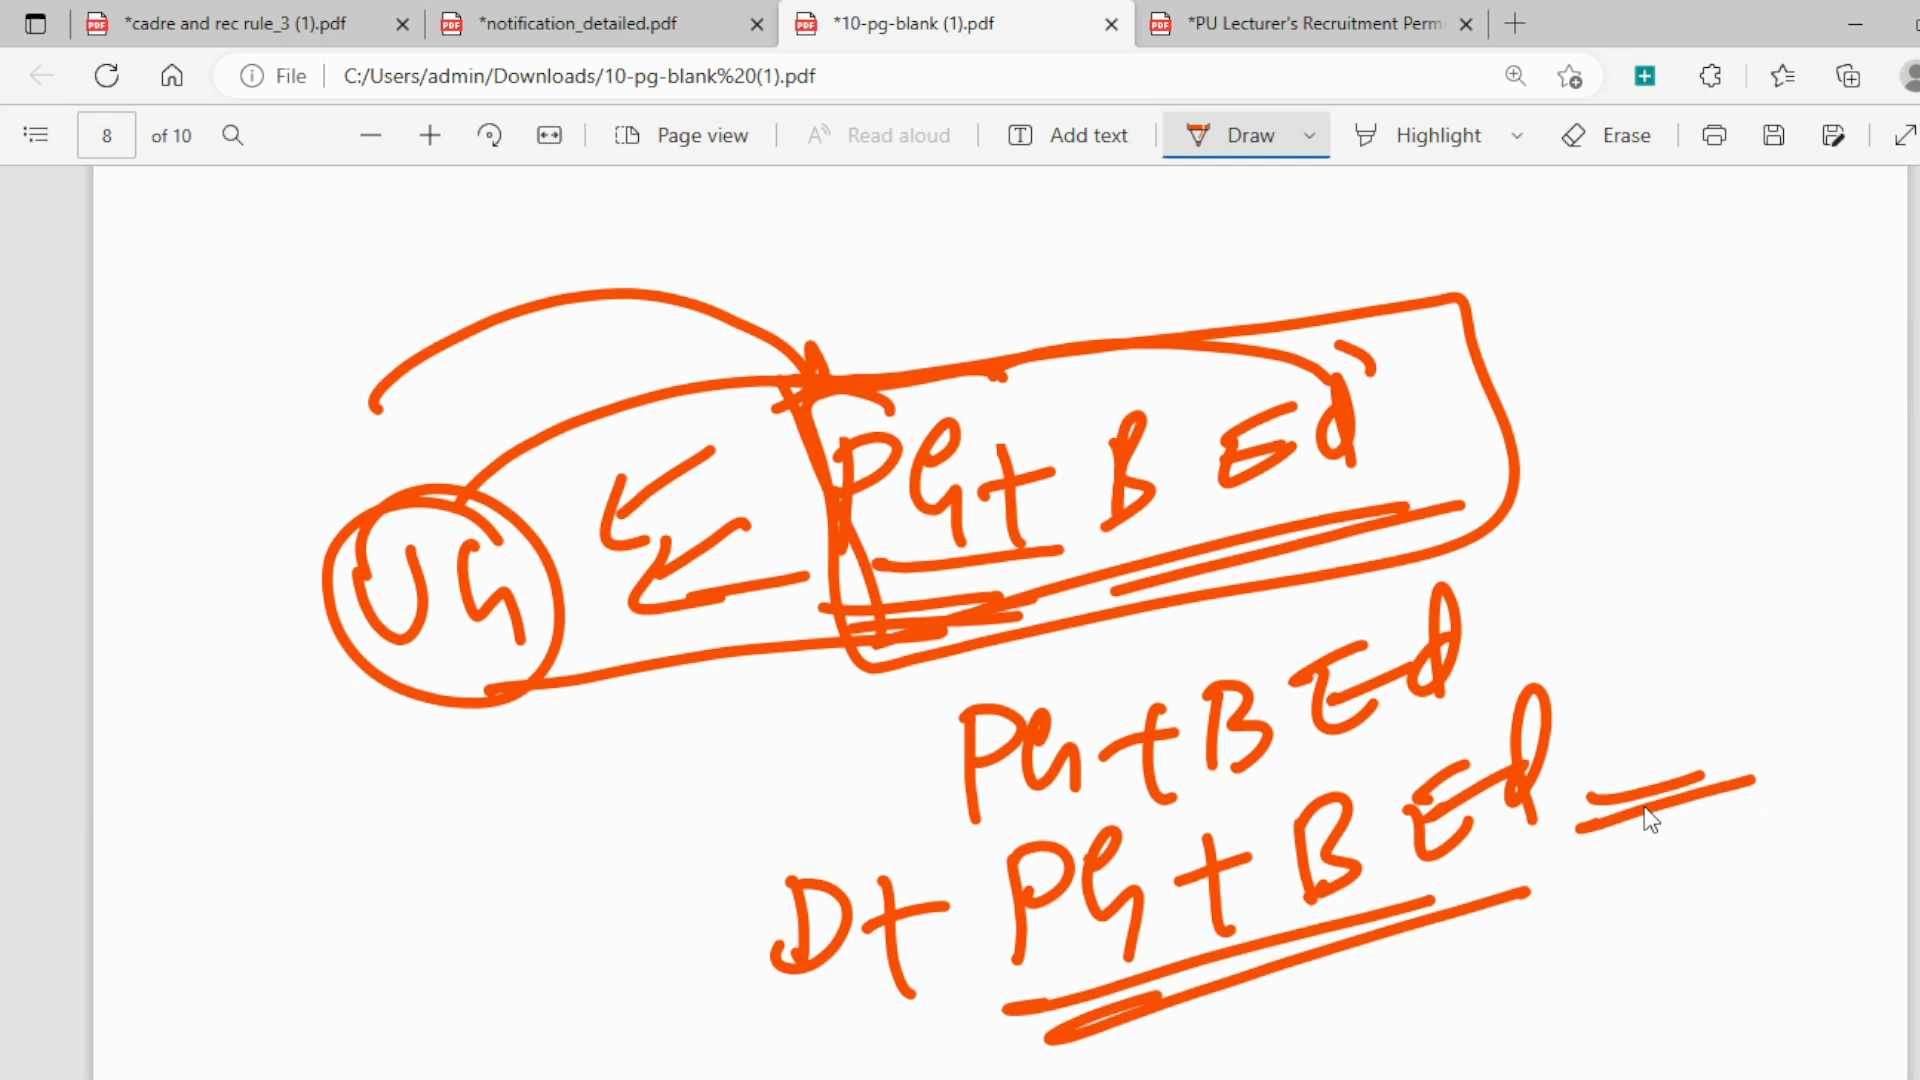 *cadre and rec rule_3 (1).pdf
*notification_detailed.pdf
*10-pg-blank (1).pdf
*PU Lecturer's Recruitment Perm
File
C:/Users/admin/Downloads/10-pg-blank%20(1).pdf
8 of 10
Page view
Read aloud
Add text
Draw
Highlight
Erase
UG PG+ B Ed
PG+ B Ed
D+ PG + B Ed